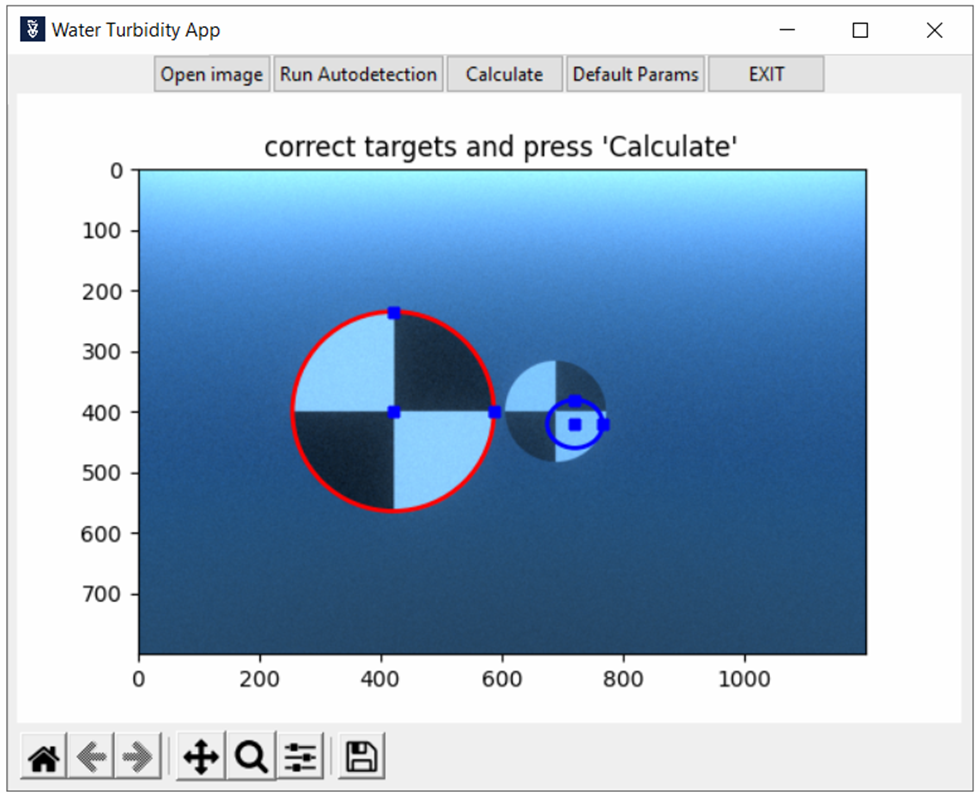 Water Turbidity App
Open image Run Autodetection Calculate Default Params EXIT
correct targets and press 'Calculate'
0
100
200
300
400
500
600
700
0 200 400 600 800 1000